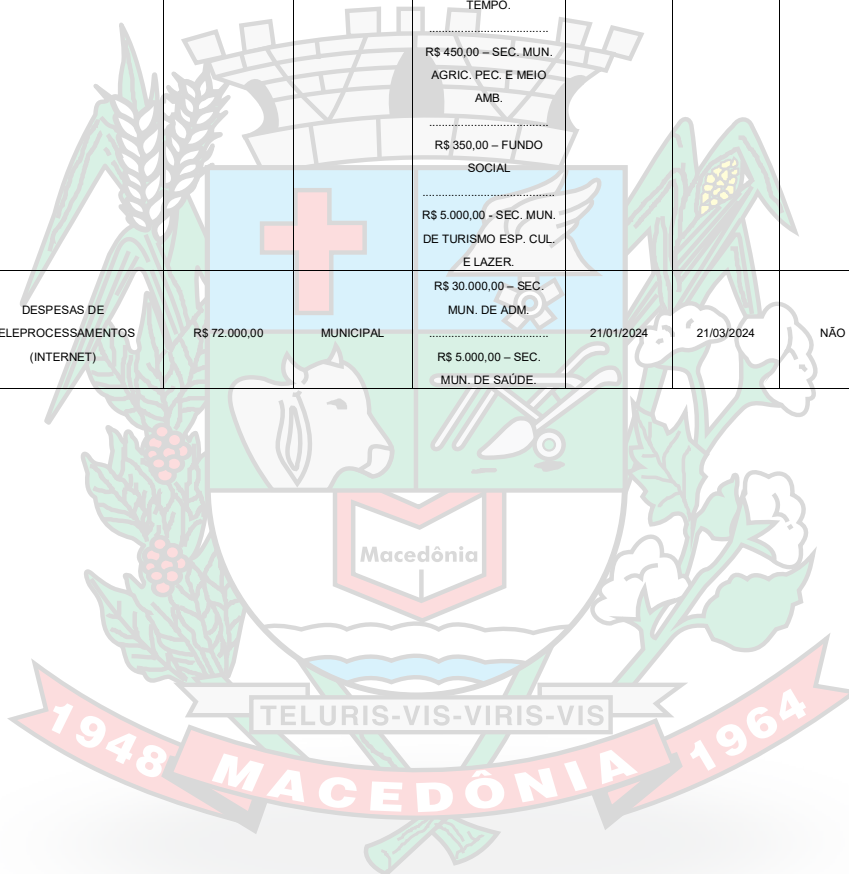 TEMPO.
.......................................
R$ 450,00 – SEC. MUN.
AGRIC. PEC. E MEIO
AMB.
.......................................
R$ 350,00 – FUNDO
SOCIAL
...........................................
R$ 5.000,00 - SEC. MUN.
DE TURISMO ESP. CUL.
E LAZER.
DESPESAS DE
ELEPROCESSAMENTOS
(INTERNET)
R$ 72.000,00
MUNICIPAL
R$ 30.000,00 – SEC.
MUN. DE ADM.
.......................................
R$ 5.000,00 – SEC.
MUN. DE SAÚDE.
21/01/2024
21/03/2024
NÃO
Macedônia
TELURIS-VIS-VIRIS-VIS
1948
MACEDÔNIA
1964